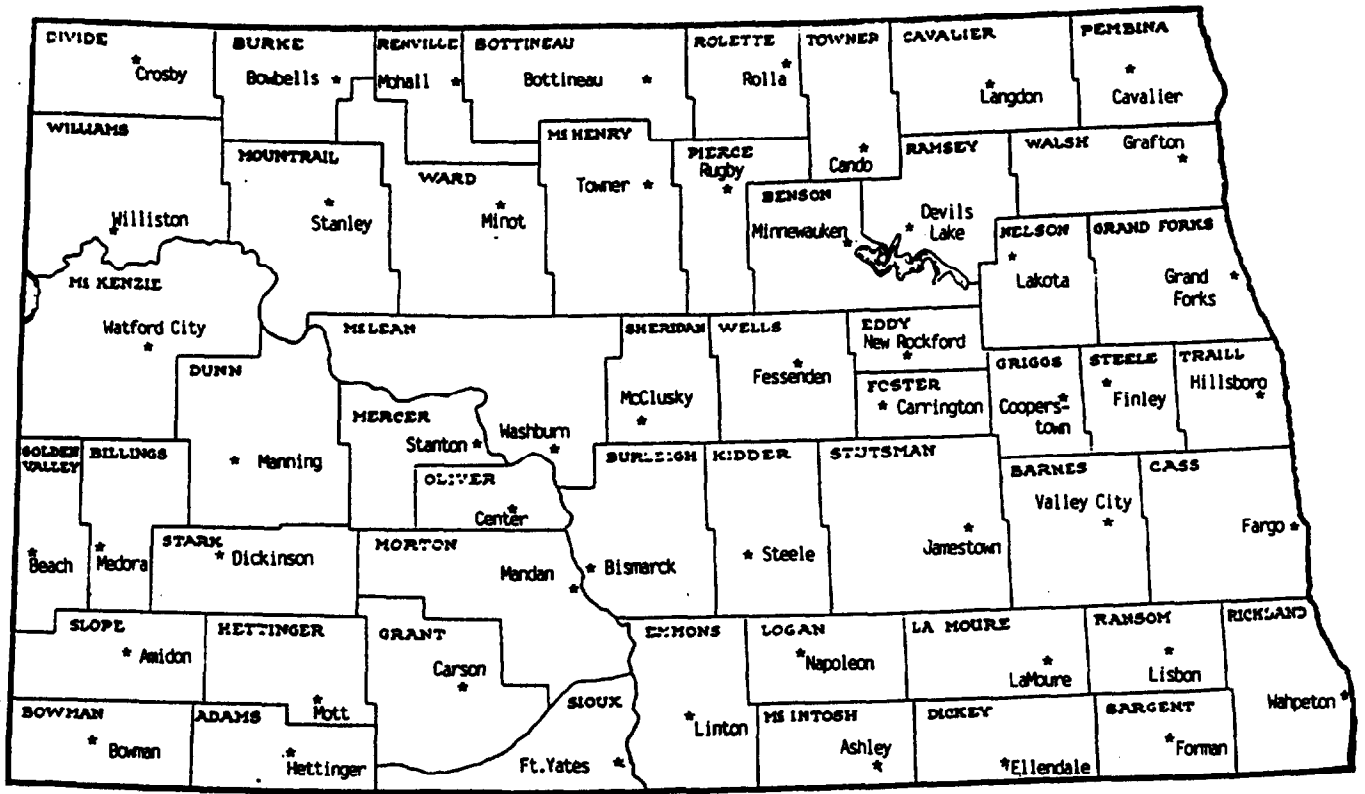 DIVIDE
Crosby
BURKE
Bowbells
RENVILLE
Mohall
BOTTINEAU
Bottineau
ROLETTE
Rolla
TOWNER
Cando
CAVALIER
Langdon
PEMBINA
Cavalier
WILLIAMS
Williston
MOUNTRAIL
Stanley
WARD
Minot
McHENRY
Towner
PIERCE
Rugby
BENSON
Minnewauken
RAMSEY
Devils
Lake
WALSH
Grafton
NELSON
Lakota
GRAND FORKS
Grand
Forks
McKENZIE
Watford City
DUNN
Manning
McLEAN
Washburn
MERCER
Stanton
OLIVER
Center
SHERIDAN
McClusky
WELLS
Fessenden
EDDY
New Rockford
FOSTER
Carrington
GRIGGS
Coopers-
town
STEELE
Finley
TRAILL
Hillsboro
GOLDEN
VALLEY
Beach
BILLINGS
Medora
STARK
Dickinson
MORTON
Mandan
BURLEIGH
Bismarck
KIDDER
Steele
STUTSMAN
Jamestown
BARNES
Valley City
CASS
Fargo
SLOPE
Amidon
HETTINGER
Mott
GRANT
Carson
SIOUX
Ft.Yates
EMMONS
Linton
LOGAN
Napoleon
LA MOURE
LaMoure
RANSOM
Lisbon
RICHLAND
Wahpeton
BOWMAN
Bowman
ADAMS
Hettinger
McINTOSH
Ashley
DICKEY
Ellendale
SARGENT
Forman